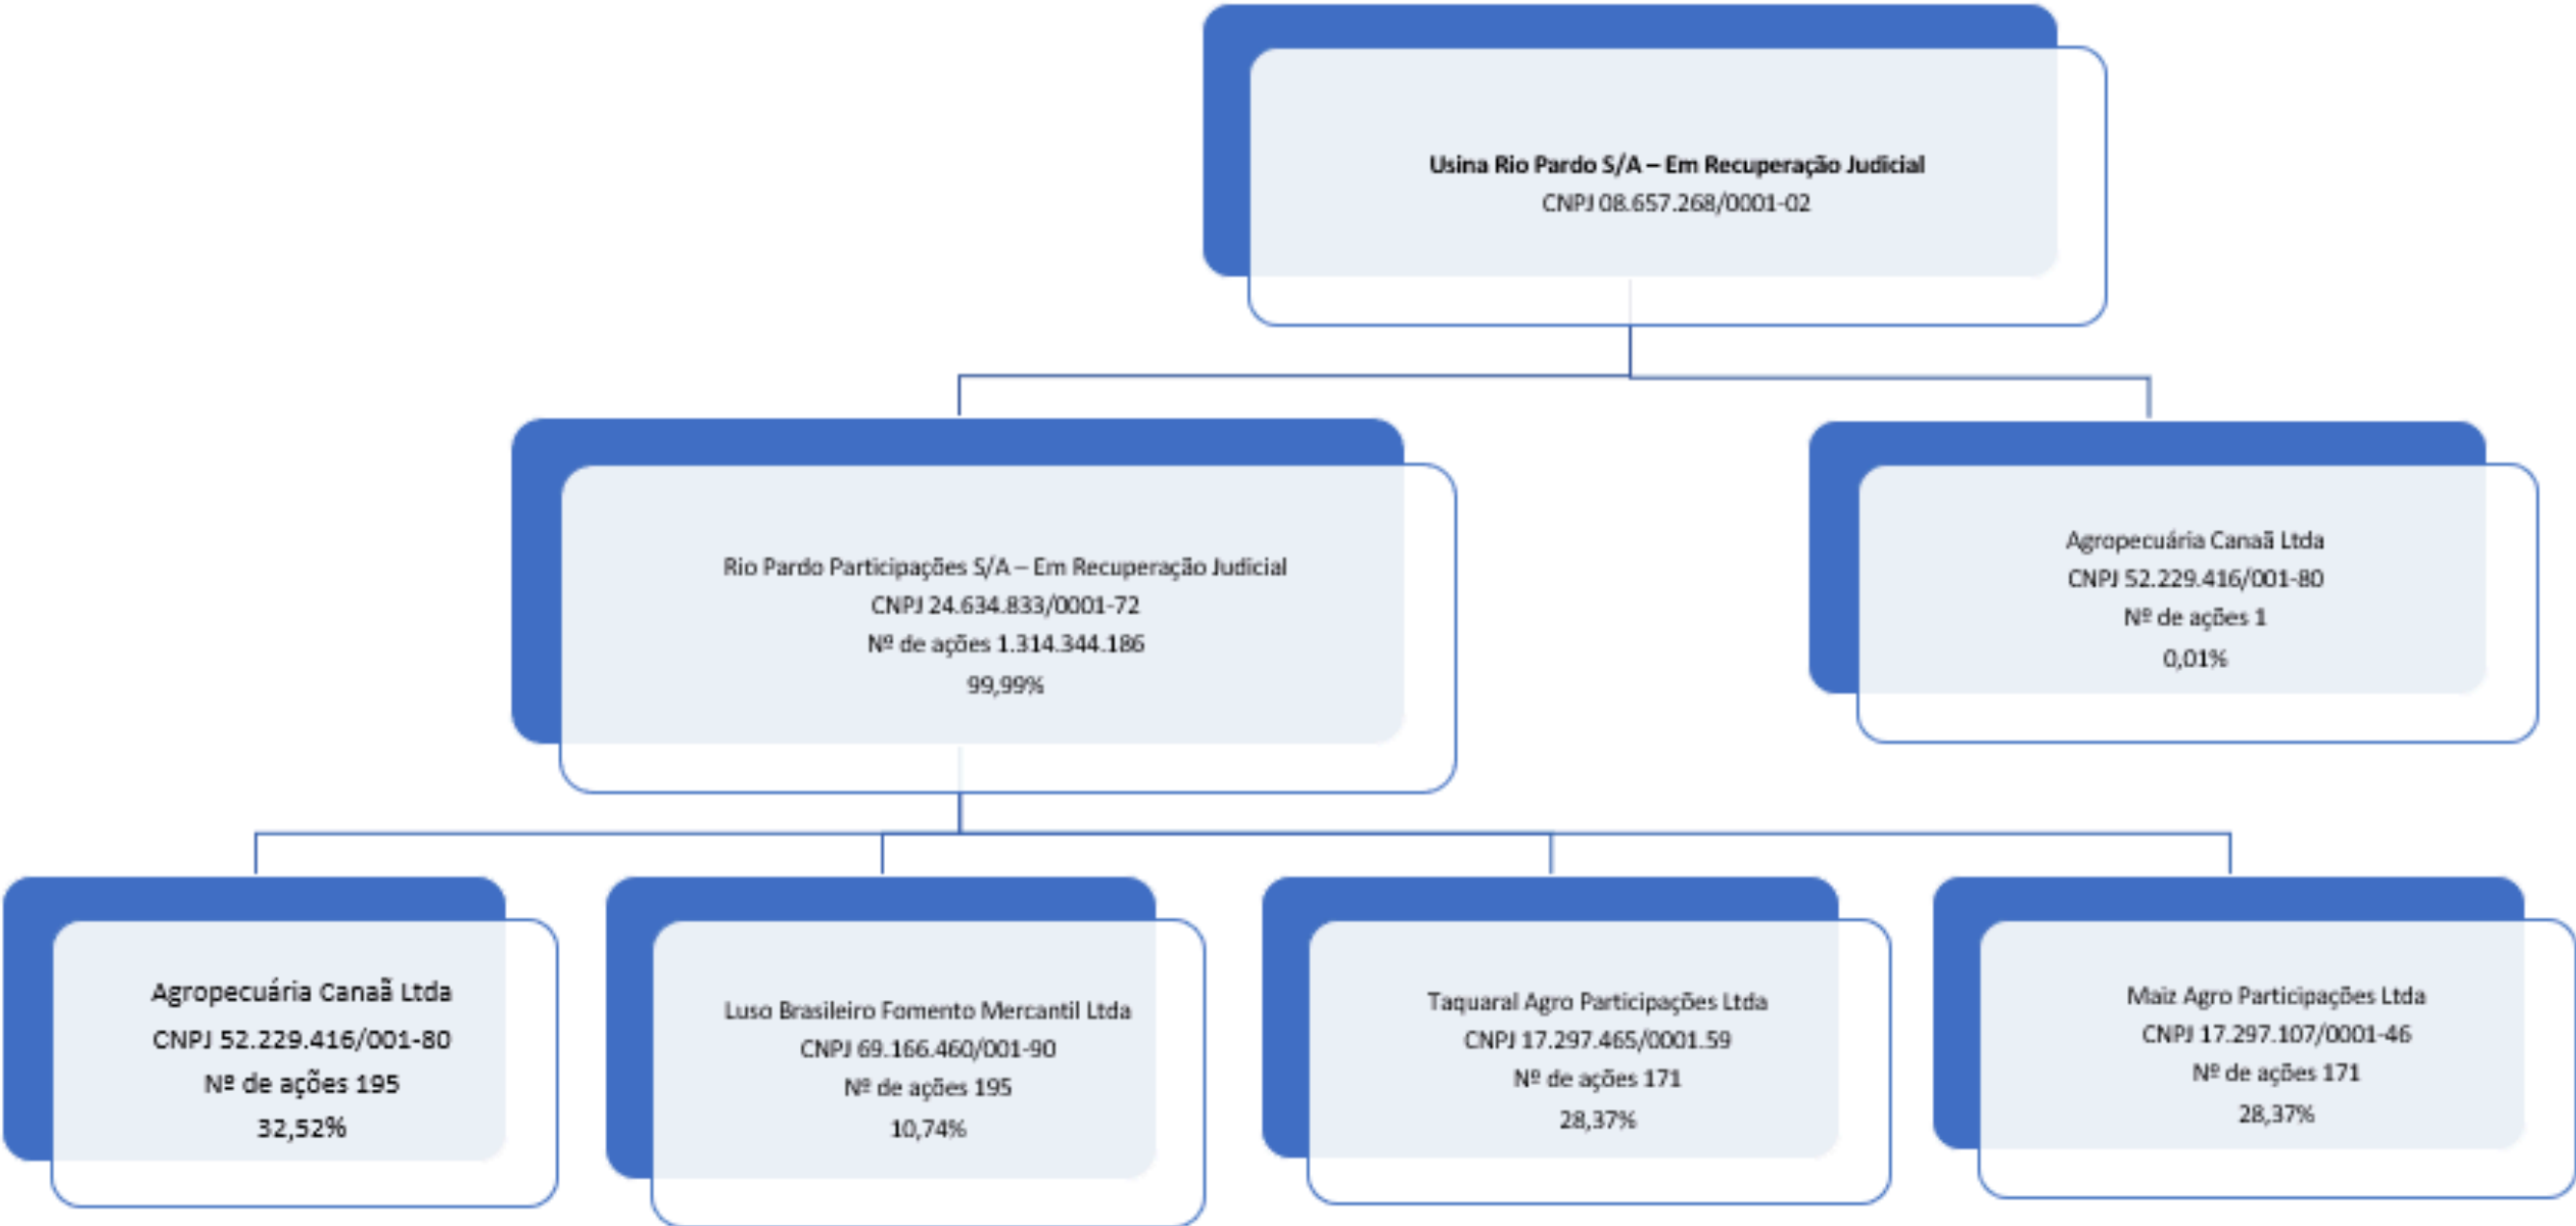 Usina Rio Pardo S/A – Em Recuperação Judicial
CNPJ 08.657.268/0001-02
Rio Pardo Participações S/A – Em Recuperação Judicial
CNPJ 24.634.833/0001-72
Nº de ações 1.314.344.186
99,99%
Agropecuária Canaã Ltda
CNPJ 52.229.416/001-80
Nº de ações 1
0,01%
Agropecuária Canaã Ltda
CNPJ 52.229.416/001-80
Nº de ações 195
32,52%
Luso Brasileiro Fomento Mercantil Ltda
CNPJ 69.166.460/001-90
Nº de ações 195
10,74%
Taquaral Agro Participações Ltda
CNPJ 17.297.465/0001.59
Nº de ações 171
28,37%
Maiz Agro Participações Ltda
CNPJ 17.297.107/0001-46
Nº de ações 171
28,37%